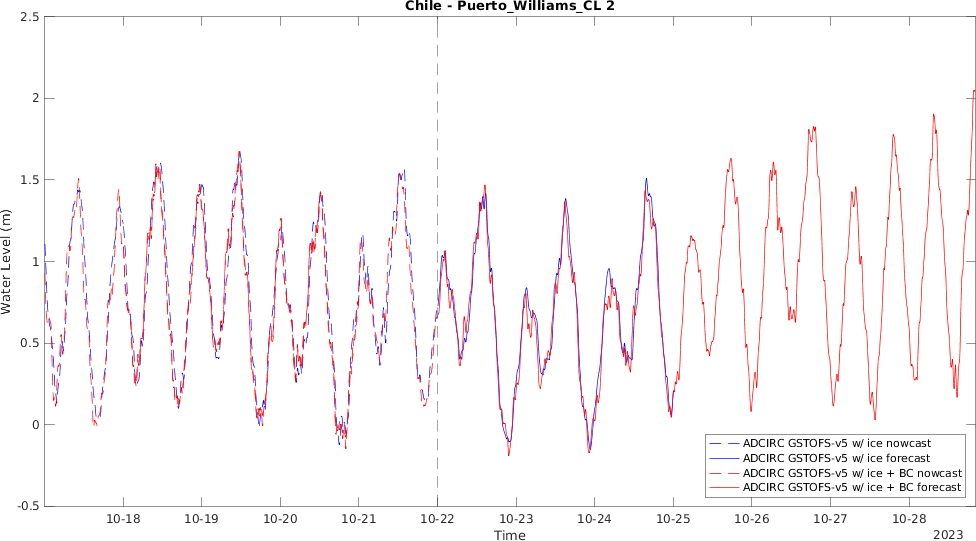 Chile - Puerto_Williams_CL 2
2.5
2
1.5
1
0.5
0
-0.5
Water Level (m)
10-18
10-19
10-20
10-21
10-22
10-23
10-24
10-25
10-26
10-27
10-28
Time
2023
ADCIRC GSTOFS-v5 w/ ice nowcast
ADCIRC GSTOFS-v5 w/ ice forecast
ADCIRC GSTOFS-v5 w/ ice + BC nowcast
ADCIRC GSTOFS-v5 w/ ice + BC forecast